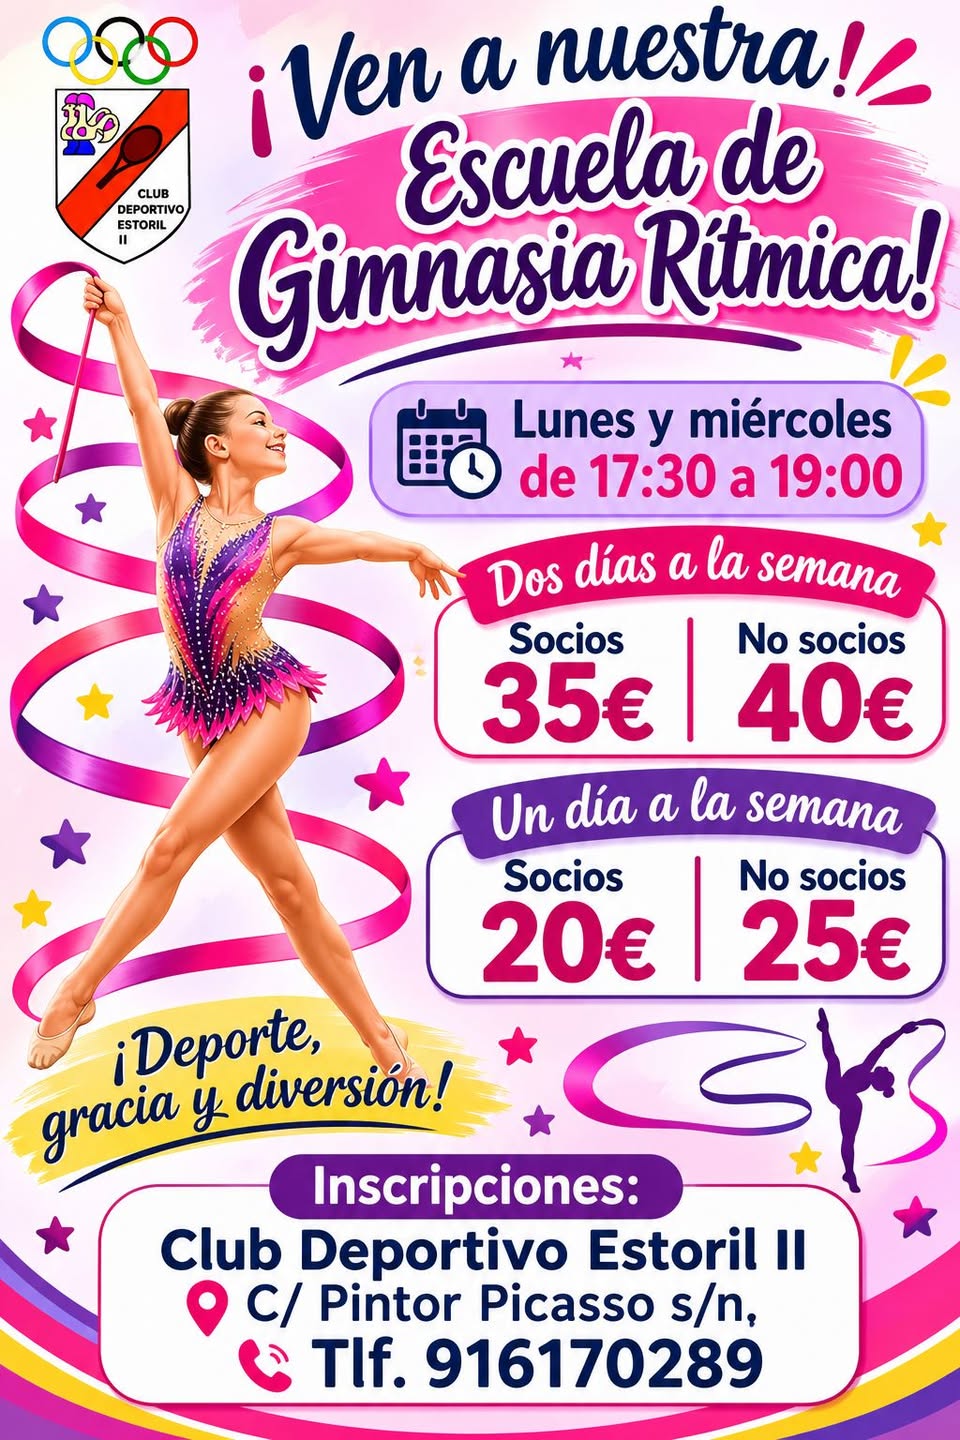 CLUB
DEPORTIVO
ESTORIL
II
¡Ven a nuestra!
Escuela de
Gimnasia Rítmica!
Lunes y miércoles
de 17:30 a 19:00
Dos días a la semana
Socios
35€
No socios
40€
Un día a la semana
Socios
20€
No socios
25€
¡Deporte,
gracia y diversión!
Inscripciones:
Club Deportivo Estoril II
C/ Pintor Picasso s/n,
Tlf. 916170289